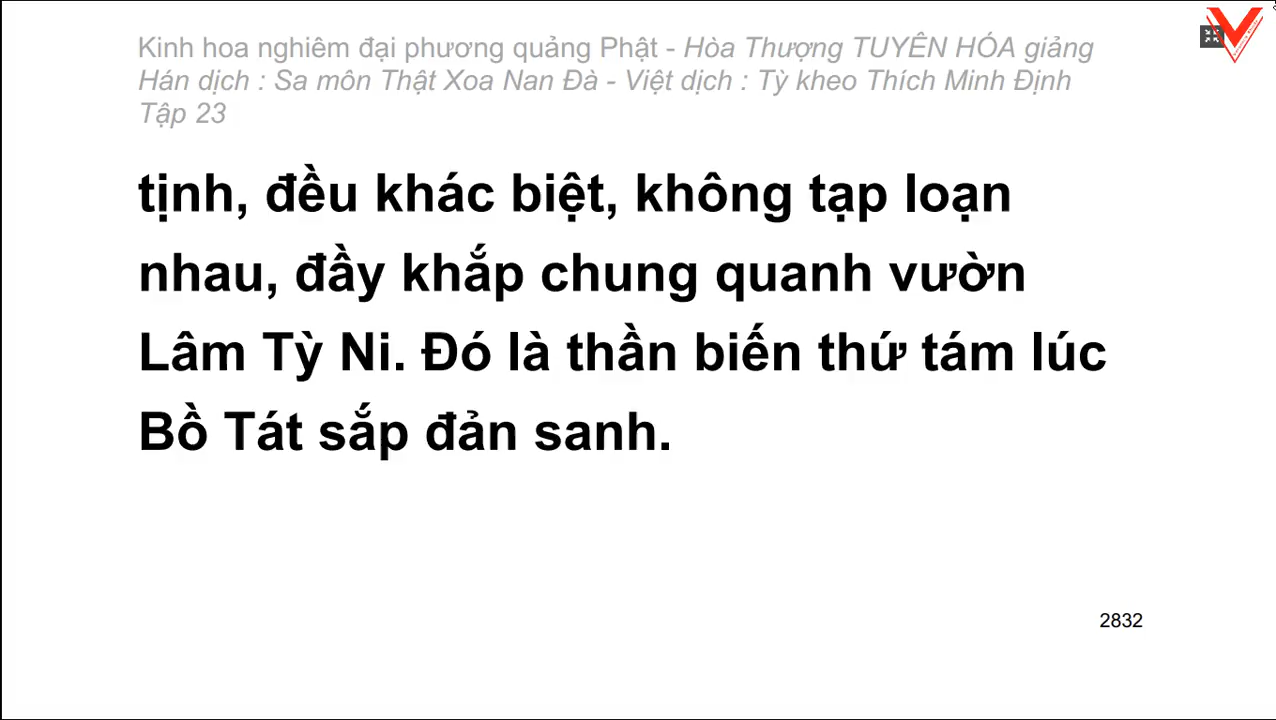 Kinh hoa nghiêm đại phương quảng Phật - Hòa Thượng TUYÊN HÓA giảng
Hán dịch : Sa môn Thật Xoa Nan Đà - Việt dịch : Tỳ kheo Thích Minh Định
Tập 23
tịnh, đều khác biệt, không tạp loạn
nhau, đầy khắp chung quanh vườn
Lâm Tỳ Ni. Đó là thần biến thứ tám lúc
Bồ Tát sắp đản sanh.
2832